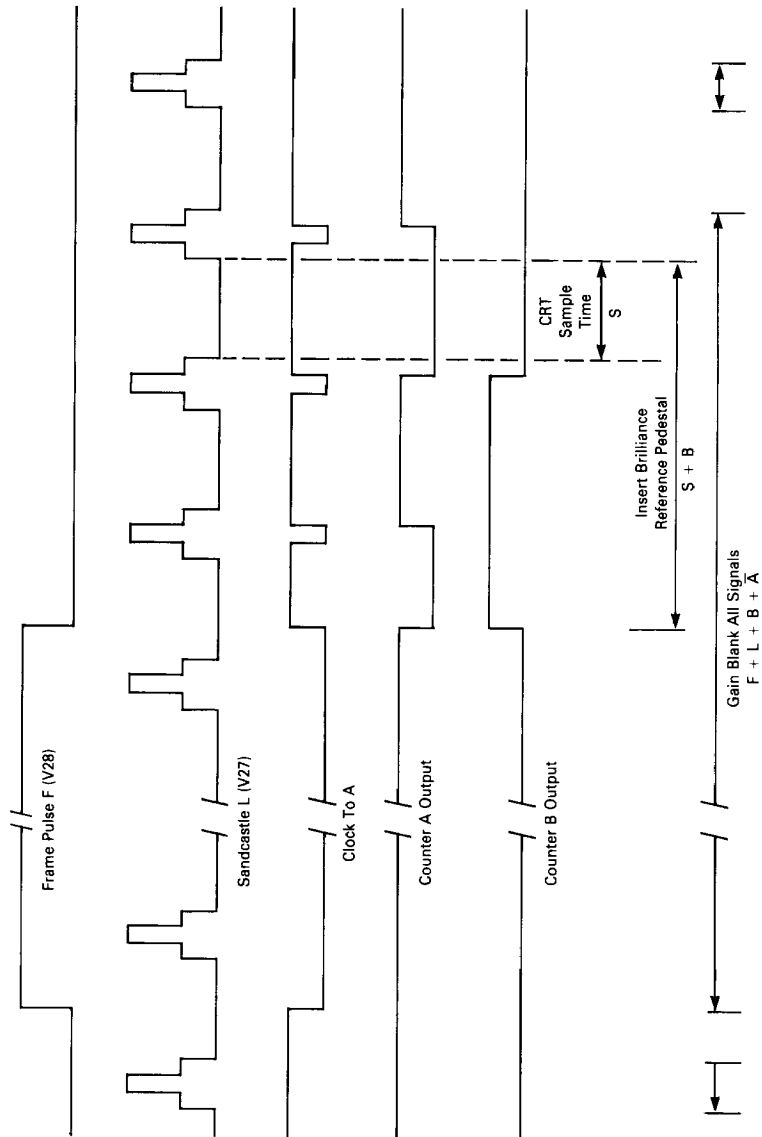 Frame Pulse F (V28)
Sandcastle L (V27)
Clock To A
Counter A Output
Counter B Output
CRT
Sample
Time
S
Insert Brilliance
Reference Pedestal
S + B
Gain Blank All Signals
F + L + B + A̅